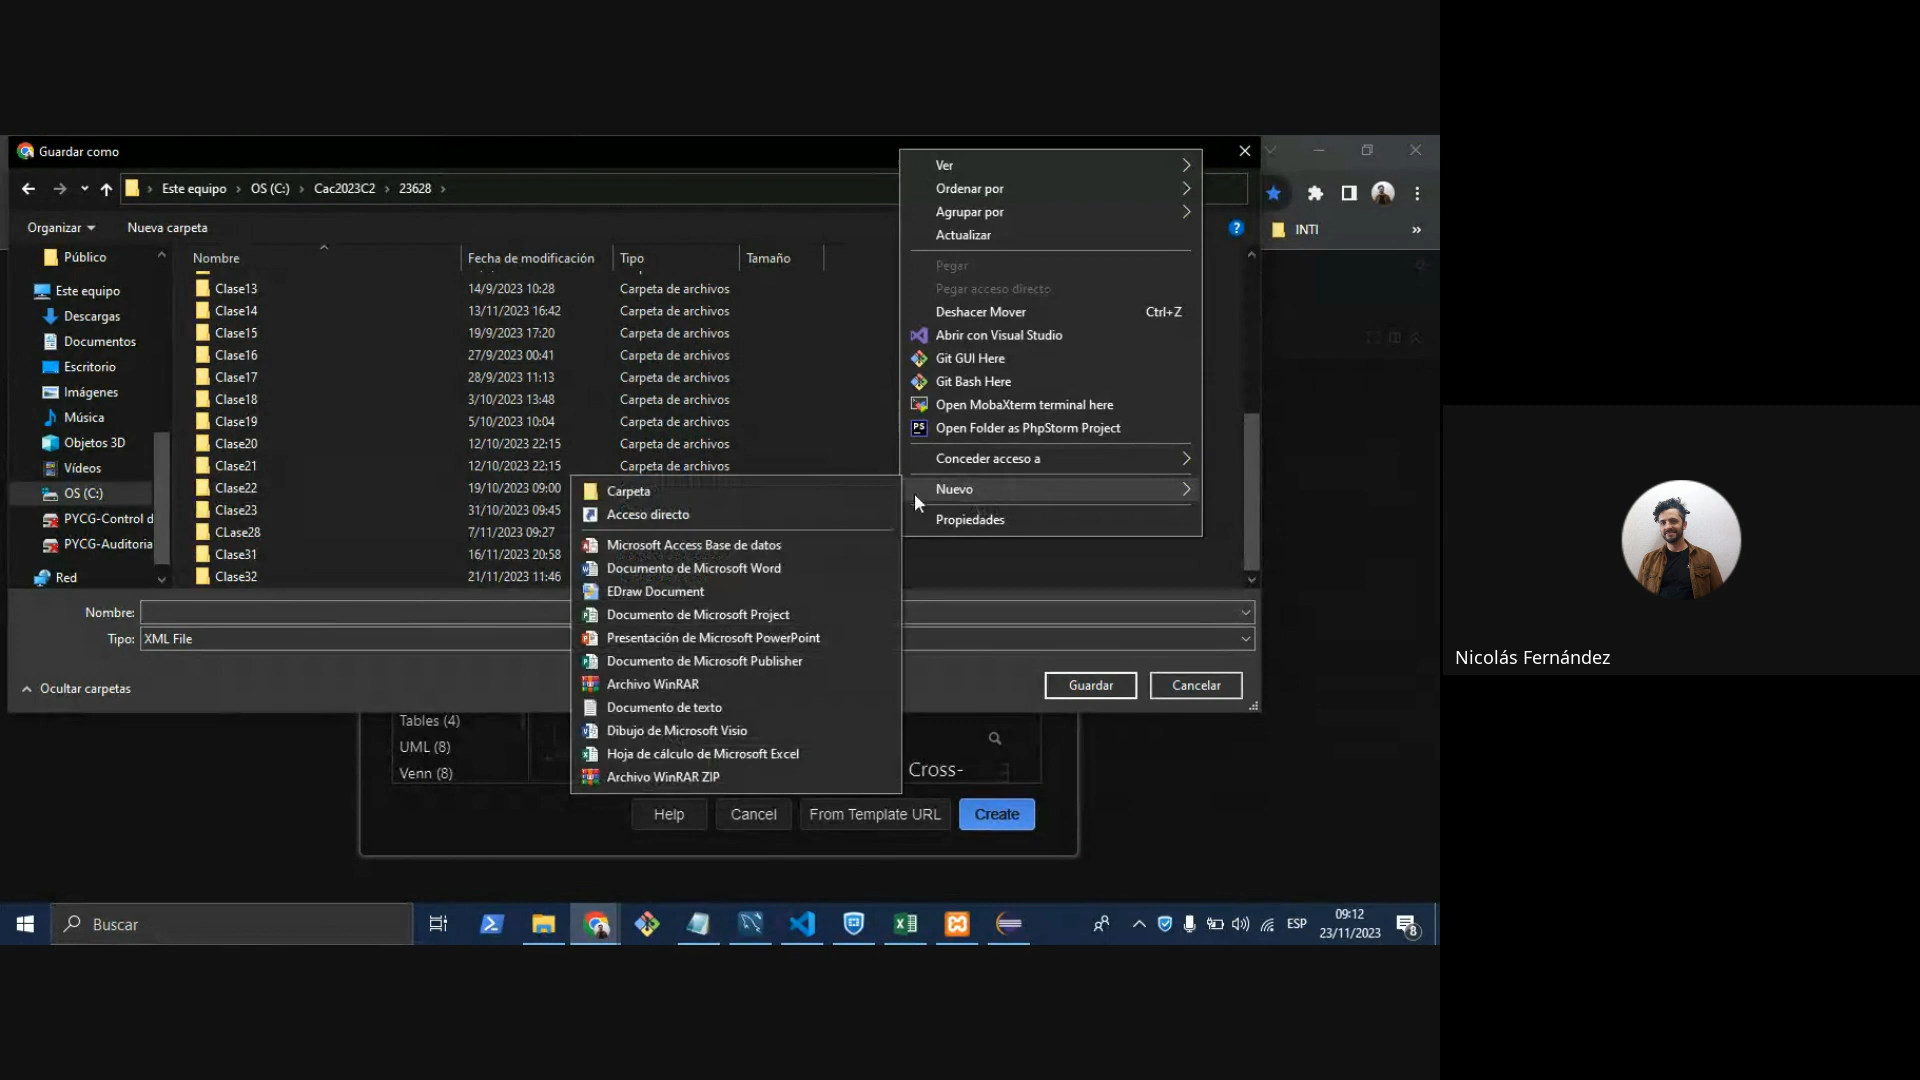 Guardar como
Este equipo › OS (C:) › Cac2023C2 › 23628 ›
Organizar
Nueva carpeta
Público
Este equipo
Descargas
Documentos
Escritorio
Imágenes
Música
Objetos 3D
Vídeos
OS (C:)
PYCG-Control d
PYCG-Auditoria
Red
Nombre Fecha de modificación Tipo Tamaño
Clase13 14/9/2023 10:28 Carpeta de archivos
Clase14 13/11/2023 16:42 Carpeta de archivos
Clase15 19/9/2023 17:20 Carpeta de archivos
Clase16 27/9/2023 00:41 Carpeta de archivos
Clase17 28/9/2023 11:13 Carpeta de archivos
Clase18 3/10/2023 13:48 Carpeta de archivos
Clase19 5/10/2023 10:04 Carpeta de archivos
Clase20 12/10/2023 22:15 Carpeta de archivos
Clase21 12/10/2023 22:15 Carpeta de archivos
Clase22 19/10/2023 09:00
Clase23 31/10/2023 09:45
CLase28 7/11/2023 09:27
Clase31 16/11/2023 20:58
Clase32 21/11/2023 11:46
Nombre:
Tipo: XML File
Ocultar carpetas
Guardar
Cancelar
Ver
Ordenar por
Agrupar por
Actualizar
Pegar
Pegar acceso directo
Deshacer Mover Ctrl+Z
Abrir con Visual Studio
Git GUI Here
Git Bash Here
Open MobaXterm terminal here
PS Open Folder as PhpStorm Project
Conceder acceso a
Nuevo
Propiedades
Carpeta
Acceso directo
Microsoft Access Base de datos
Documento de Microsoft Word
EDraw Document
Documento de Microsoft Project
Presentación de Microsoft PowerPoint
Documento de Microsoft Publisher
Archivo WinRAR
Documento de texto
Dibujo de Microsoft Visio
Hoja de cálculo de Microsoft Excel
Archivo WinRAR ZIP
INTI
»
Tables (4)
UML (8)
Venn (8)
Cross-
Help
Cancel
From Template URL
Create
Buscar
ESP
09:12
23/11/2023
8
Nicolás Fernández